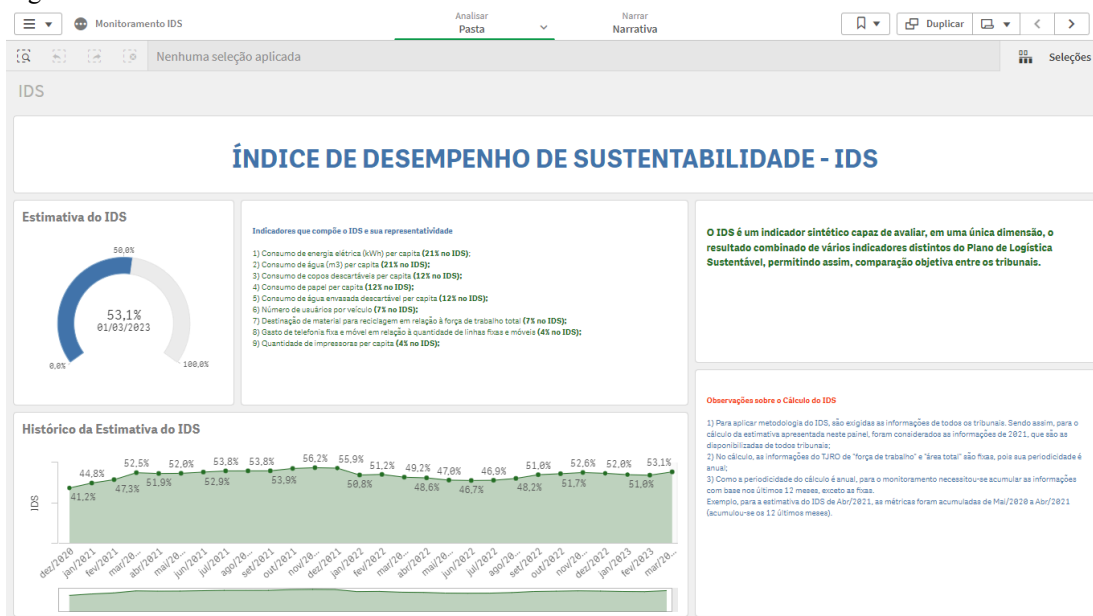 Monitoramento IDS
Analisar
Pasta
Narrar
Narrativa
Duplicar
Nenhuma seleção aplicada
Seleções
IDS
ÍNDICE DE DESEMPENHO DE SUSTENTABILIDADE - IDS
Estimativa do IDS
50,0%
53,1%
01/03/2023
0,0%
100,0%
Indicadores que compõe o IDS e sua representatividade
1) Consumo de energia elétrica (kWh) per capita (21% no IDS);
2) Consumo de água (m3) per capita (21% no IDS);
3) Consumo de copos descartáveis per capita (12% no IDS);
4) Consumo de papel per capita (12% no IDS);
5) Consumo de água envasada descartável per capita (12% no IDS);
6) Número de usuários por veículo (7% no IDS);
7) Destinação de material para reciclagem em relação à força de trabalho total (7% no IDS);
8) Gasto de telefonia fixa e móvel em relação à quantidade de linhas fixas e móveis (4% no IDS);
9) Quantidade de impressoras per capita (4% no IDS);
O IDS é um indicador sintético capaz de avaliar, em uma única dimensão, o
resultado combinado de vários indicadores distintos do Plano de Logística
Sustentável, permitindo assim, comparação objetiva entre os tribunais.
Observações sobre o Cálculo do IDS
1) Para aplicar metodologia do IDS, são exigidas as informações de todos os tribunais. Sendo assim, para o
cálculo da estimativa apresentada neste painel, foram considerados as informações de 2021, que são as
disponibilizadas de todos tribunais;
2) No cálculo, as informações do TJRO de "força de trabalho" e "área total" são fixas, pois sua periodicidade é
anual;
3) Como a periodicidade do cálculo é anual, para o monitoramento necessitou-se acumular as informações
com base nos últimos 12 meses, exceto as fixas.
Exemplo, para a estimativa do IDS de Abr/2021, as métricas foram acumuladas de Mai/2020 a Abr/2021
(acumulou-se os 12 últimos meses).
Histórico da Estimativa do IDS
IDS
41,2% 44,8% 47,3% 52,5% 51,9% 52,0% 52,9% 53,8% 53,8% 53,9% 56,2% 55,9% 50,8% 51,2% 48,6% 49,2% 47,0% 46,7% 46,9% 48,2% 51,0% 51,7% 52,6% 52,0% 51,0% 53,1%
dez/2020 jan/2021 fev/2021 mar/20... abr/2021 mai/20... jun/2021 jul/2021 ago/20... set/2021 out/2021 nov/20... dez/2021 jan/2022 fev/2022 mar/20... abr/2022 mai/20... jun/2022 jul/2022 ago/20... set/2022 out/2022 nov/20... dez/2022 jan/2023 fev/2023 mar/20...